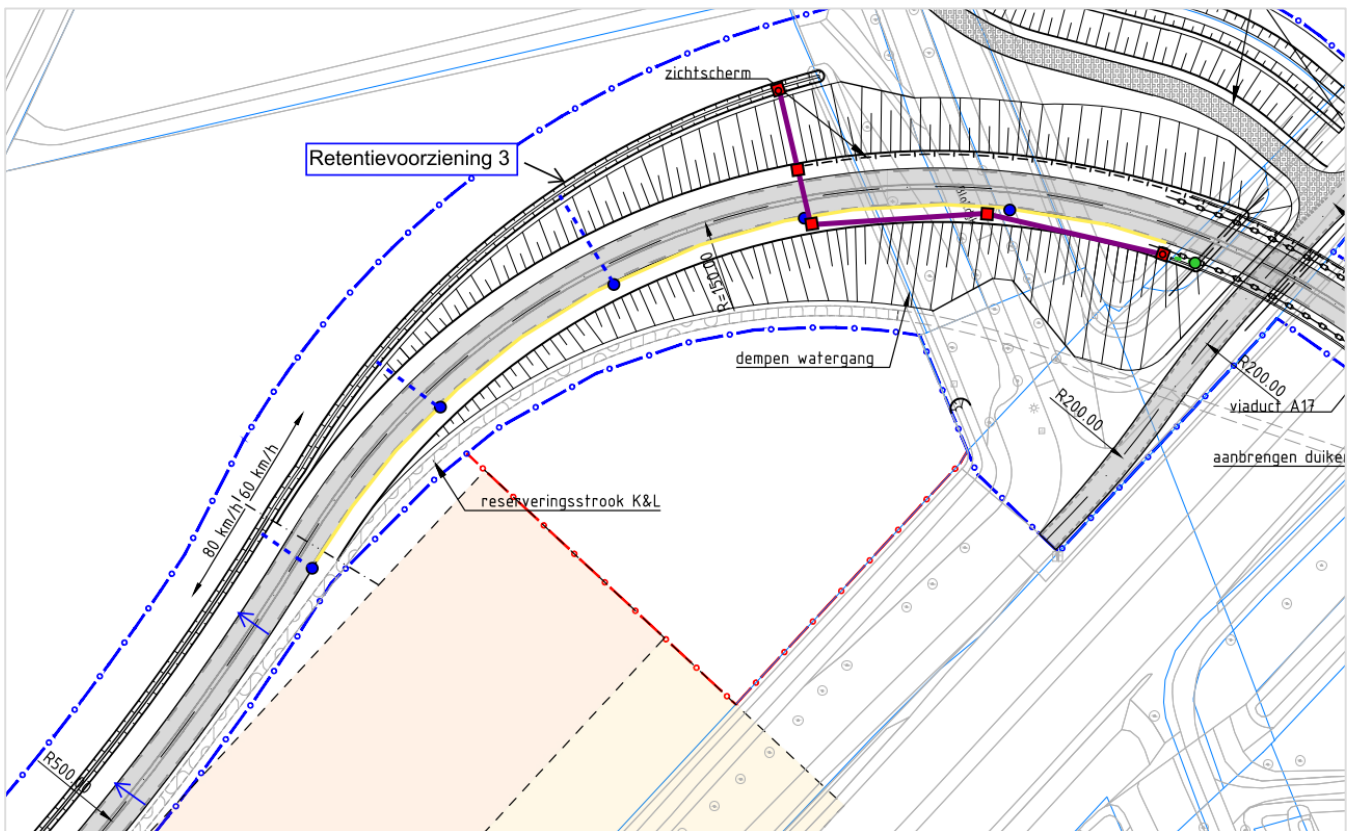 zichtscherm
Retentievoorziening 3
R=150.00
dempen watergang
R200.00
R200.00
viaduct A17
aanbrengen duiker
reserveringsstrook K&L
80 km/h
60 km/h
R500.00